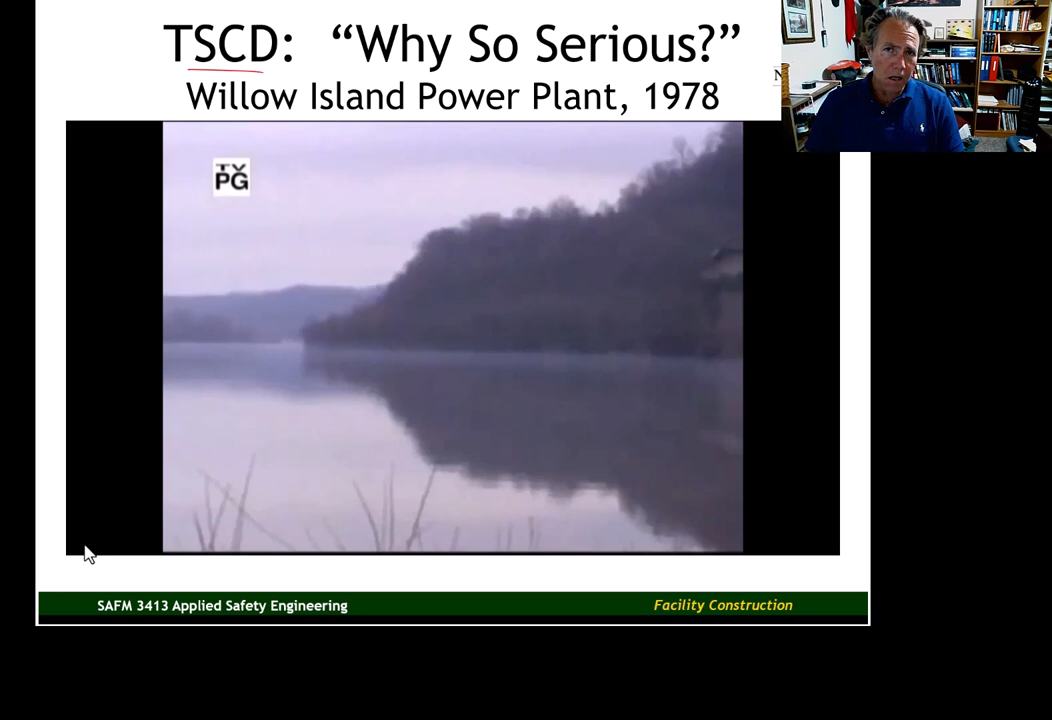 TSCD: “Why So Serious?”
Willow Island Power Plant, 1978
N
TV
PG
SAFM 3413 Applied Safety Engineering
Facility Construction